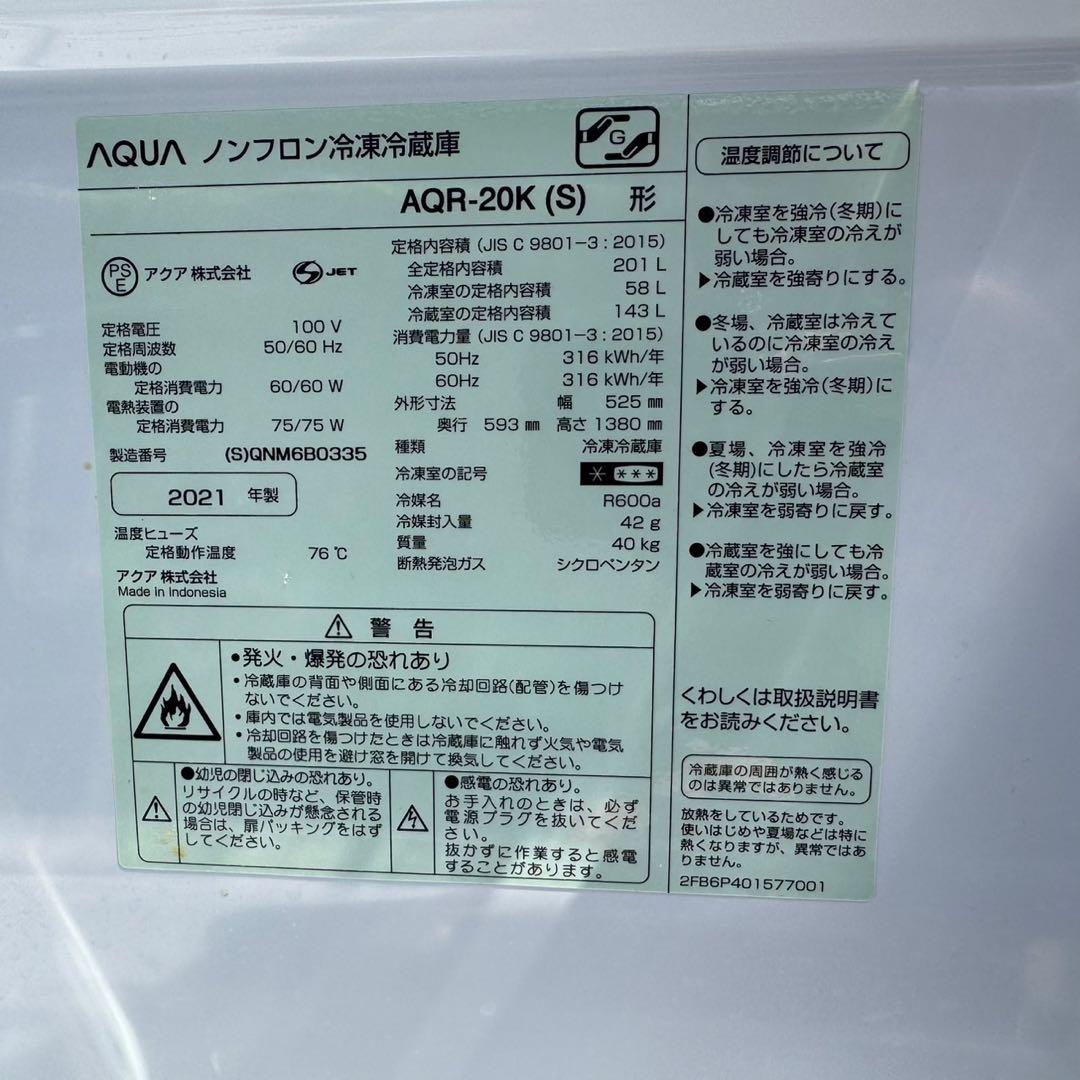 AQUA ノンフロン冷凍冷蔵庫
G
AQR-20K (S) 形
PS
E
アクア 株式会社
S JET
定格電圧 100 V
定格周波数 50/60 Hz
電動機の
定格消費電力 60/60 W
電熱装置の
定格消費電力 75/75 W
製造番号 (S)QNM6B0335
2021 年製
温度ヒューズ
定格動作温度 76 ℃
アクア 株式会社
Made in Indonesia
定格内容積 (JIS C 9801-3 : 2015)
全定格内容積 201 L
冷凍室の定格内容積 58 L
冷蔵室の定格内容積 143 L
消費電力量 (JIS C 9801-3 : 2015)
50Hz 316 kWh/年
60Hz 316 kWh/年
外形寸法 幅 525 ㎜
奥行 593 ㎜ 高さ 1380 ㎜
種類 冷凍冷蔵庫
冷凍室の記号 * ***
冷媒名 R600a
冷媒封入量 42 g
質量 40 kg
断熱発泡ガス シクロペンタン
⚠ 警 告
●発火・爆発の恐れあり
・冷蔵庫の背面や側面にある冷却回路(配管)を傷つけ
ないでください。
・庫内では電気製品を使用しないでください。
・冷却回路を傷つけたときは冷蔵庫に触れず火気や電気
製品の使用を避け窓を開けて換気してください。
●幼児の閉じ込みの恐れあり。
リサイクルの時など、保管時
の幼児閉じ込みが懸念される
場合は、扉パッキングをはず
してください。
●感電の恐れあり。
お手入れのときは、必ず
電源プラグを抜いてくだ
さい。
抜かずに作業すると感電
することがあります。
温度調節について
●冷凍室を強冷(冬期)に
しても冷凍室の冷えが
弱い場合。
▶冷蔵室を強寄りにする。
●冬場、冷蔵室は冷えて
いるのに冷凍室の冷え
が弱い場合。
▶冷凍室を強冷(冬期)に
する。
●夏場、冷凍室を強冷
(冬期)にしたら冷蔵室
の冷えが弱い場合。
▶冷凍室を弱寄りに戻す。
●冷蔵室を強にしても冷
蔵室の冷えが弱い場合。
▶冷凍室を弱寄りに戻す。
くわしくは取扱説明書
をお読みください。
冷蔵庫の周囲が熱く感じる
のは異常ではありません。
放熱をしているためです。
使いはじめや夏場などは特に
熱くなりますが、異常ではあ
りません。
2FB6P401577001